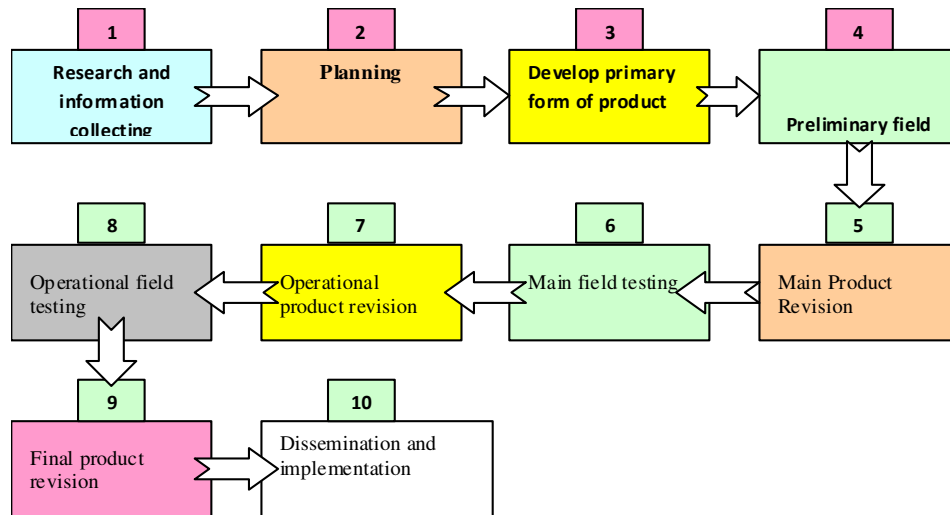 1
Research and
information
collecting
2
Planning
3
Develop primary
form of product
4
Preliminary field
5
Main Product
Revision
6
Main field testing
7
Operational
product revision
8
Operational field
testing
9
Final product
revision
10
Dissemination and
implementation